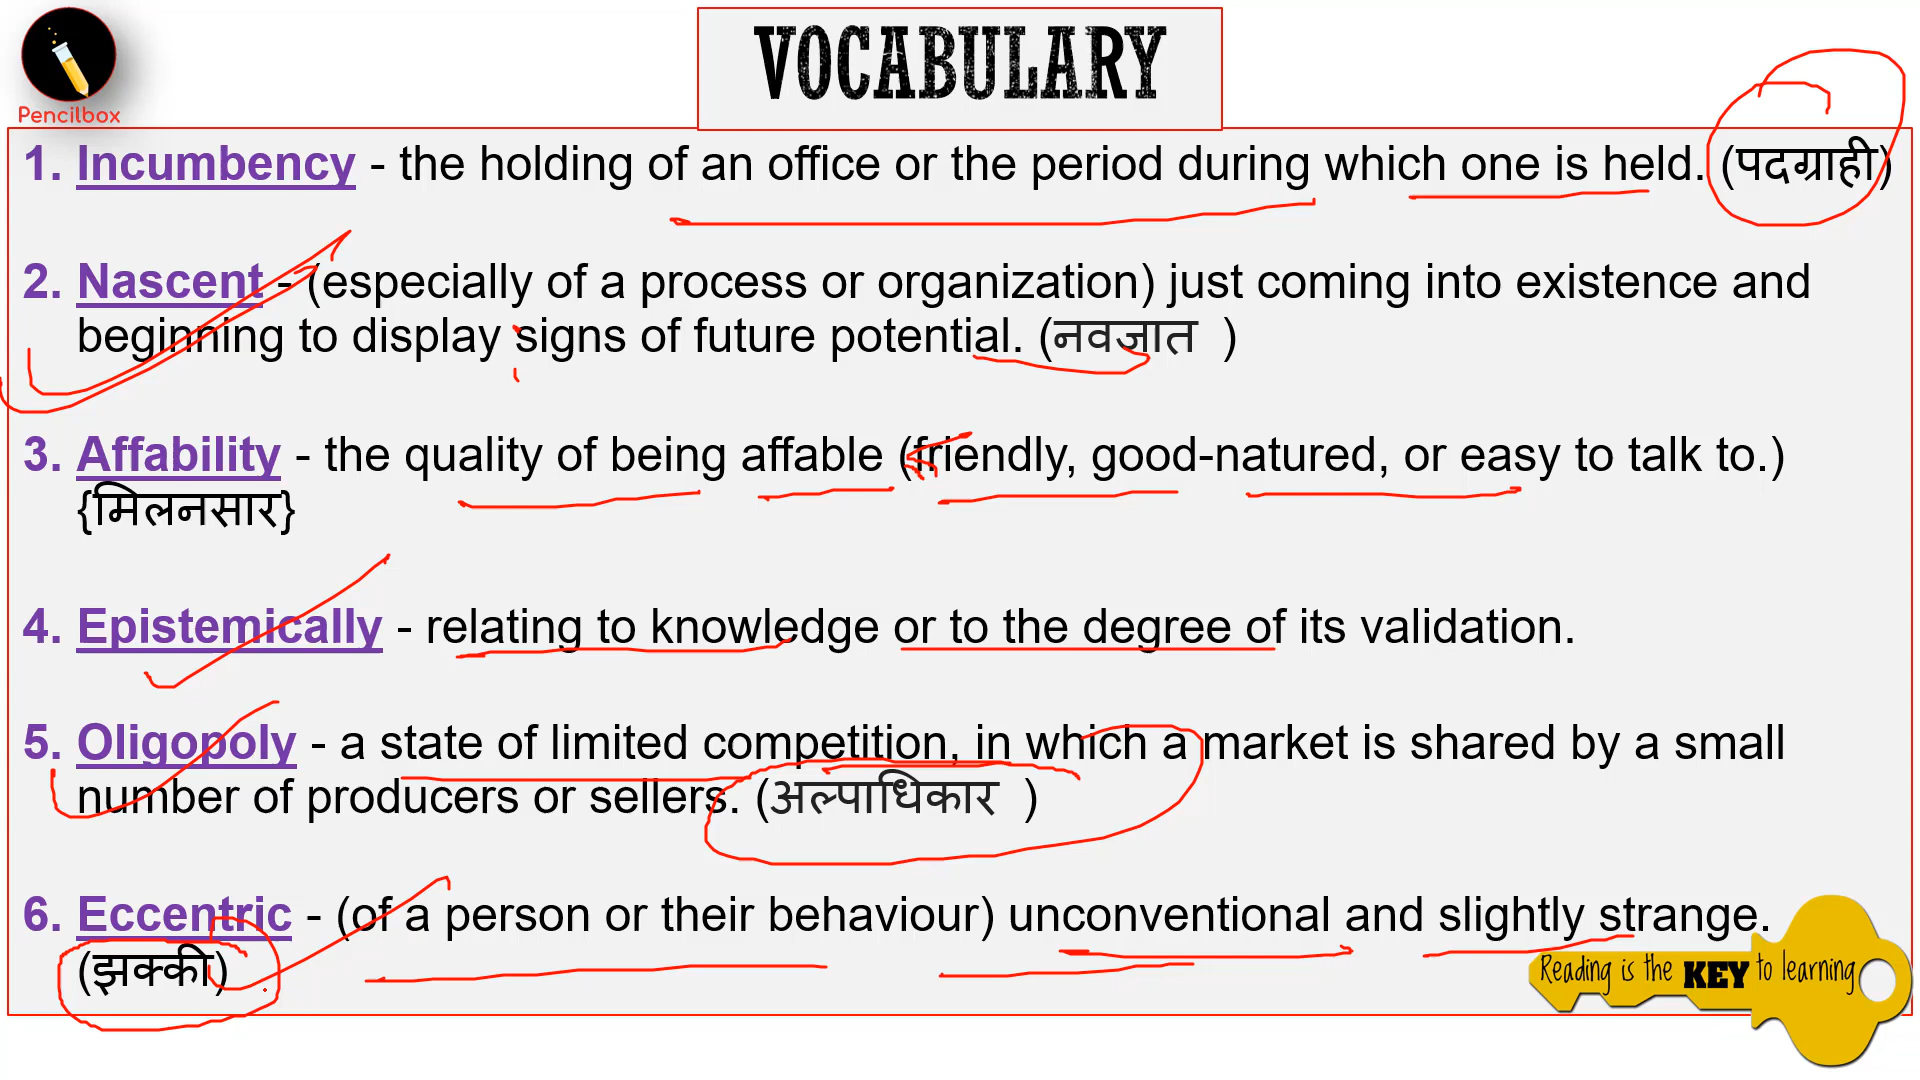 VOCABULARY
Pencilbox
1. Incumbency - the holding of an office or the period during which one is held. (पदग्राही)
2. Nascent - (especially of a process or organization) just coming into existence and
beginning to display signs of future potential. (नवजात )
3. Affability - the quality of being affable (friendly, good-natured, or easy to talk to.)
{मिलनसार}
4. Epistemically - relating to knowledge or to the degree of its validation.
5. Oligopoly - a state of limited competition, in which a market is shared by a small
number of producers or sellers. (अल्पाधिकार )
6. Eccentric - (of a person or their behaviour) unconventional and slightly strange.
(झक्की)
Reading is the KEY to learning